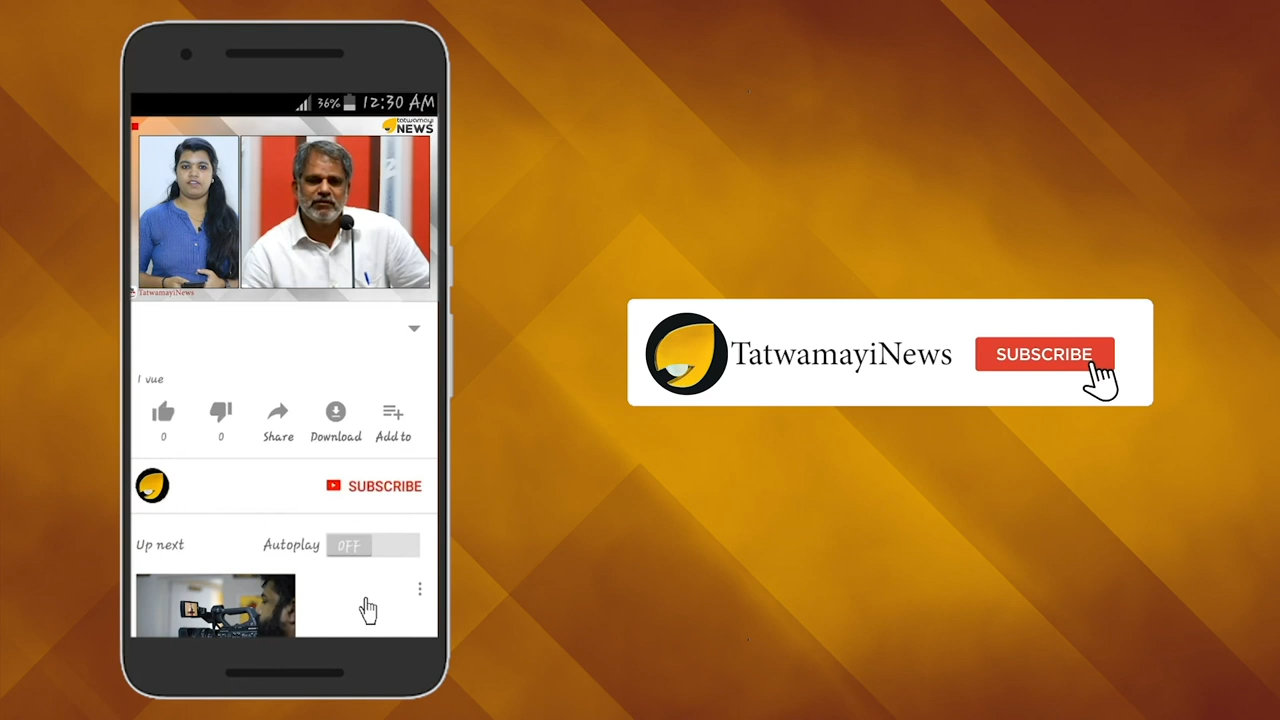 36% 12:30 AM
tatwamayi
NEWS
TatwamayiNews
1 vue
0
0
Share
Download
Add to
SUBSCRIBE
Up next
Autoplay
OFF
TatwamayiNews
SUBSCRIBE